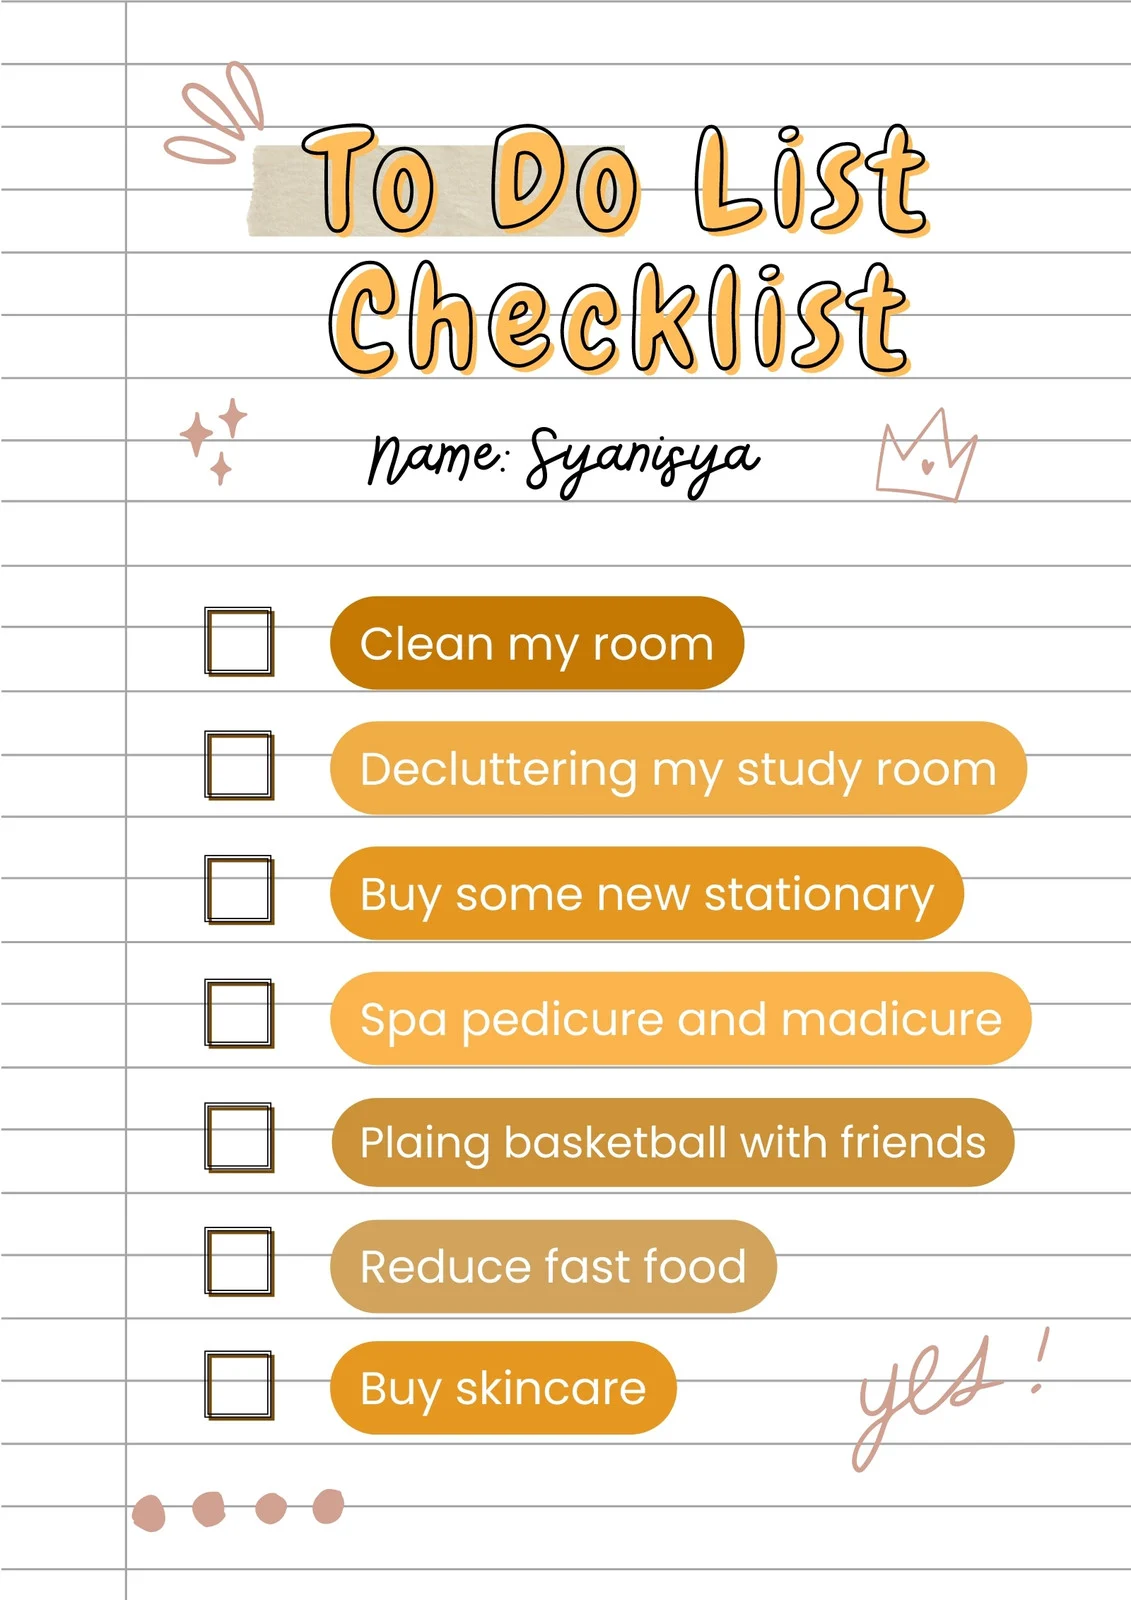 To Do List
Checklist
Name: Syanisya
Clean my room
Decluttering my study room
Buy some new stationary
Spa pedicure and madicure
Plaing basketball with friends
Reduce fast food
Buy skincare
yes!